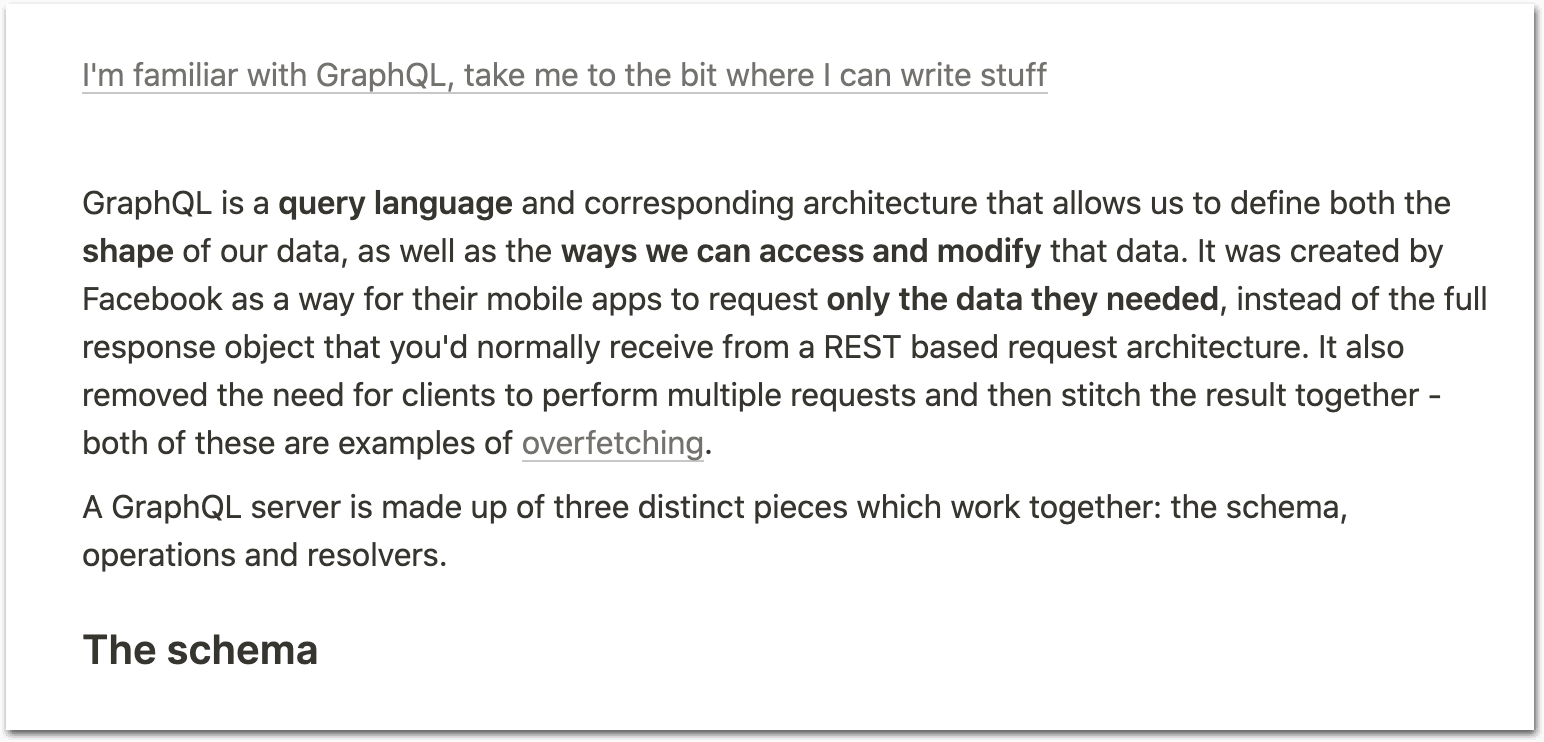 I'm familiar with GraphQL, take me to the bit where I can write stuff
GraphQL is a query language and corresponding architecture that allows us to define both the
shape of our data, as well as the ways we can access and modify that data. It was created by
Facebook as a way for their mobile apps to request only the data they needed, instead of the full
response object that you'd normally receive from a REST based request architecture. It also
removed the need for clients to perform multiple requests and then stitch the result together -
both of these are examples of overfetching.
A GraphQL server is made up of three distinct pieces which work together: the schema,
operations and resolvers.
The schema